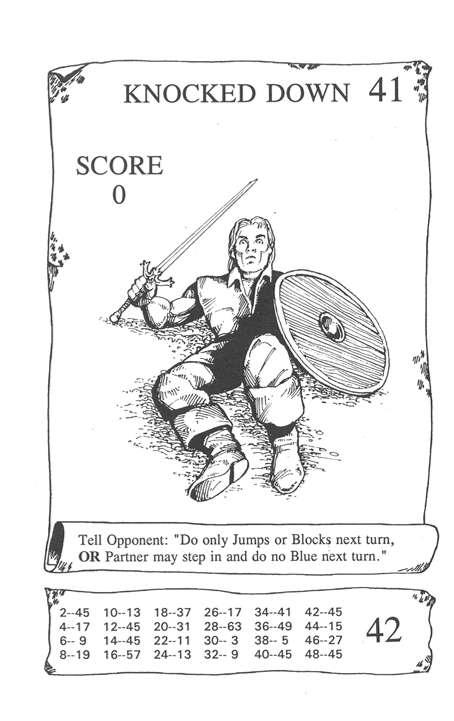 KNOCKED DOWN 41
SCORE
0
Tell Opponent: "Do only Jumps or Blocks next turn,
OR Partner may step in and do no Blue next turn."
2--45 10--13 18--37 26--17 34--41 42--45
4--17 12--45 20--31 28--63 36--49 44--15
6-- 9 14--45 22--11 30-- 3 38-- 5 46--27
8--19 16--57 24--13 32-- 9 40--45 48--45
42